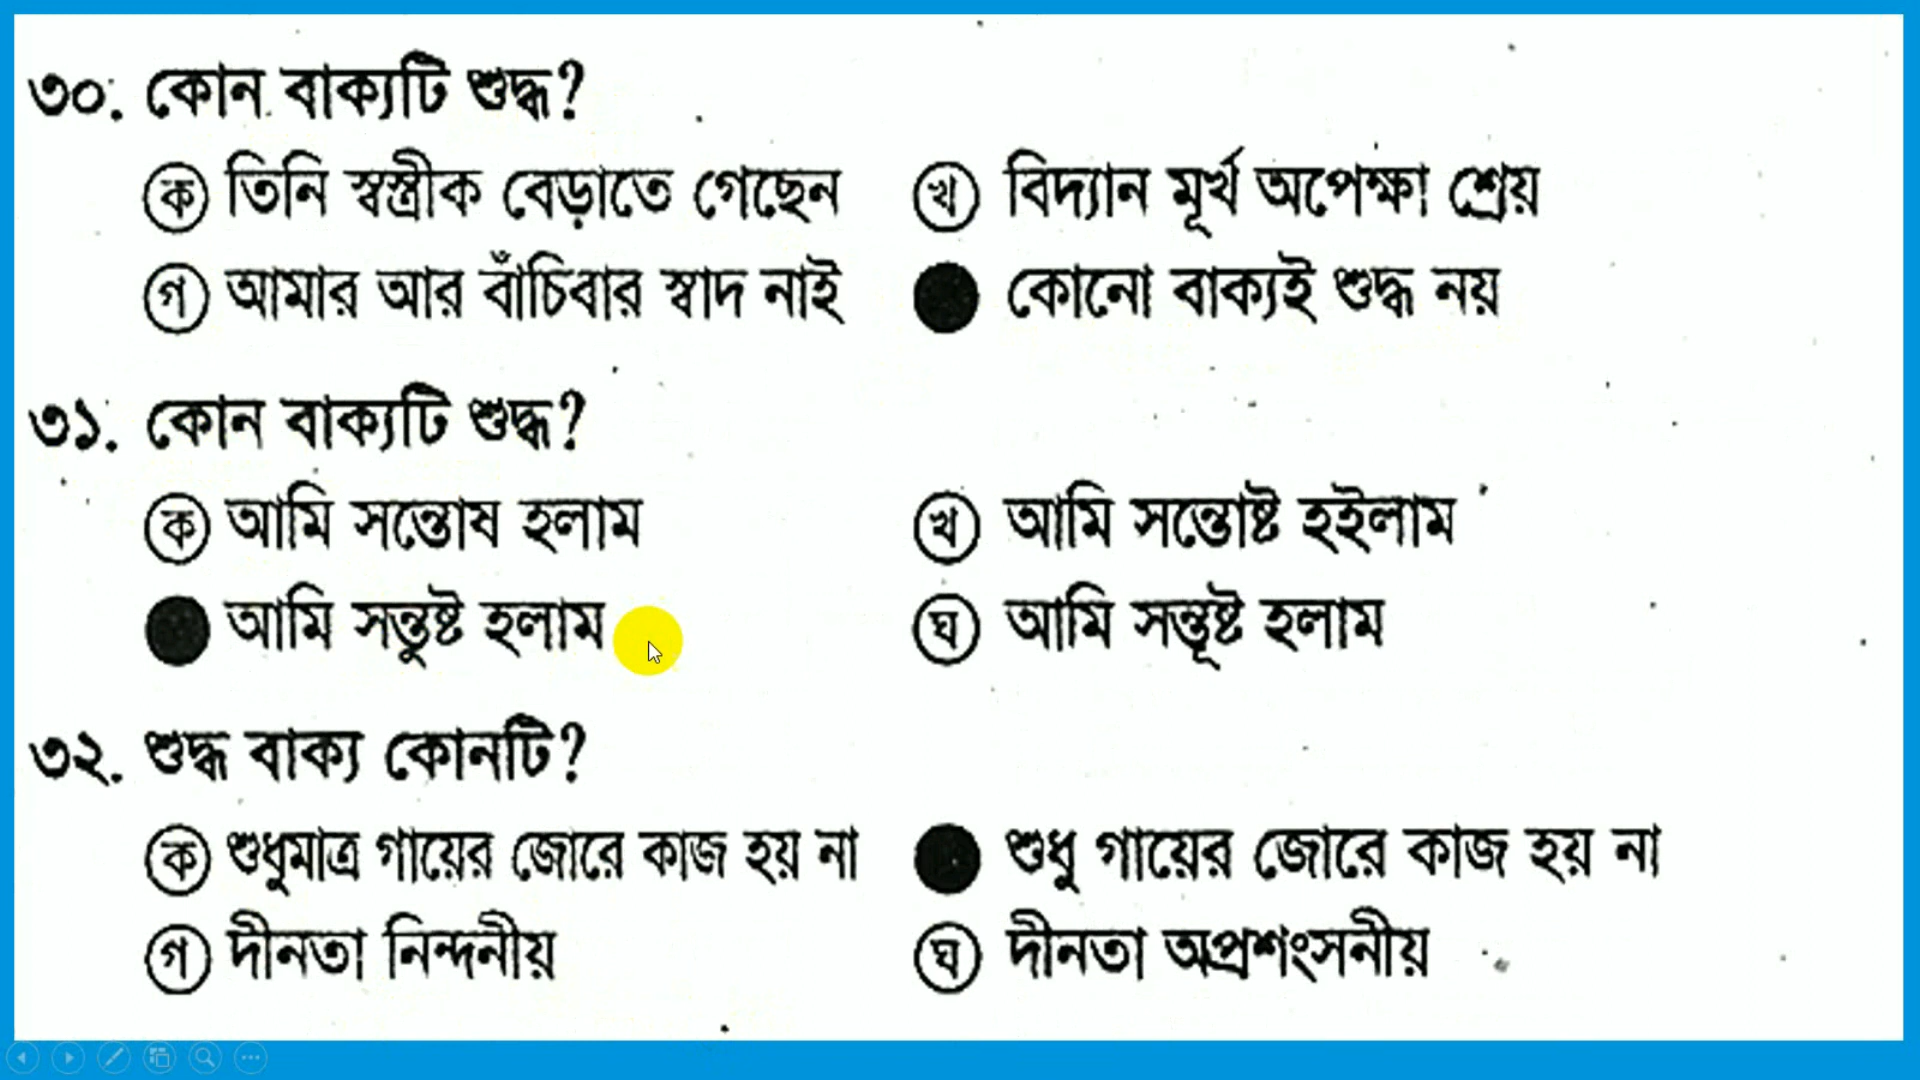 ৩০. কোন বাক্যটি শুদ্ধ?
ক তিনি স্বস্ত্রীক বেড়াতে গেছেন খ বিদ্যান মূর্খ অপেক্ষা শ্রেয়
গ আমার আর বাঁচিবার স্বাদ নাই কোনো বাক্যই শুদ্ধ নয়
৩১. কোন বাক্যটি শুদ্ধ?
ক আমি সন্তোষ হলাম খ আমি সন্তোষ্ট হইলাম
আমি সন্তুষ্ট হলাম ঘ আমি সন্তূষ্ট হলাম
৩২. শুদ্ধ বাক্য কোনটি?
ক শুধুমাত্র গায়ের জোরে কাজ হয় না শুধু গায়ের জোরে কাজ হয় না
গ দীনতা নিন্দনীয় ঘ দীনতা অপ্রশংসনীয়